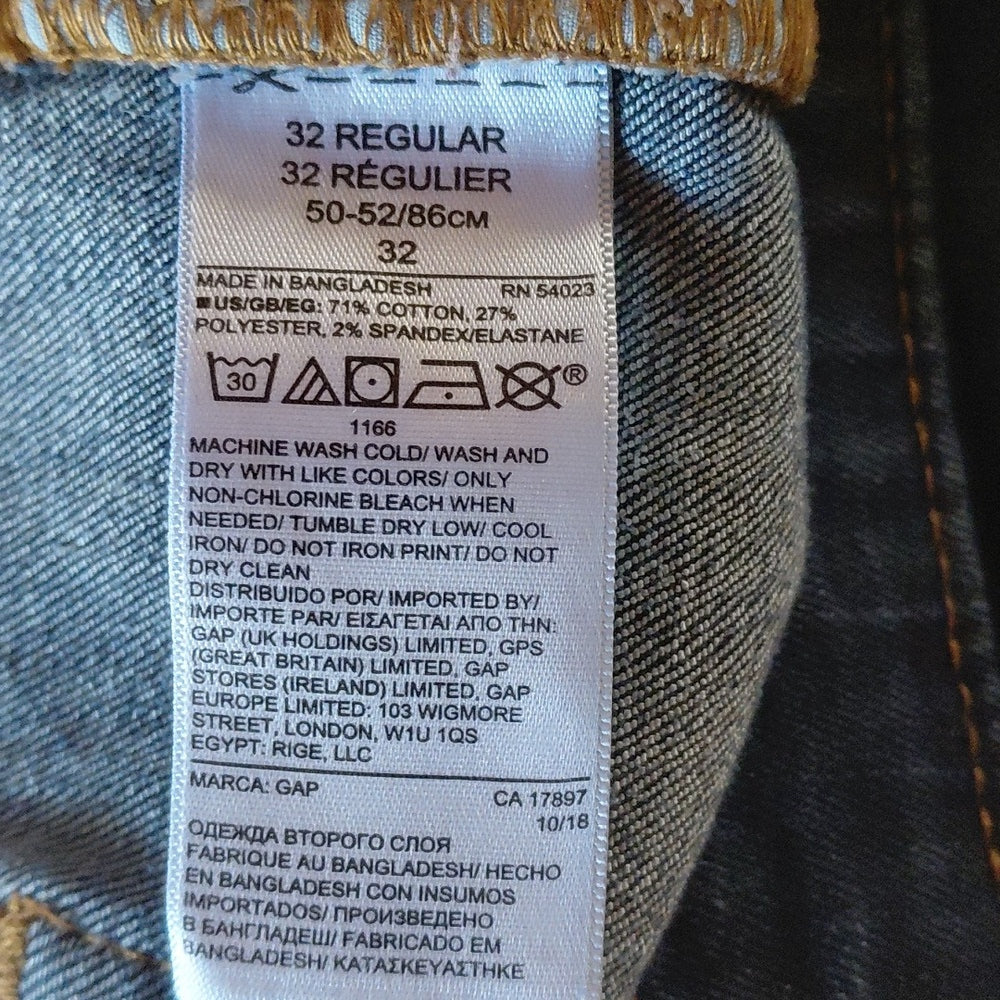 32 REGULAR
32 RÉGULIER
50-52/86CM
32
MADE IN BANGLADESH RN 54023
US/GB/EG: 71% COTTON, 27%
POLYESTER, 2% SPANDEX/ELASTANE
30
®
1166
MACHINE WASH COLD/ WASH AND
DRY WITH LIKE COLORS/ ONLY
NON-CHLORINE BLEACH WHEN
NEEDED/ TUMBLE DRY LOW/ COOL
IRON/ DO NOT IRON PRINT/ DO NOT
DRY CLEAN
DISTRIBUIDO POR/ IMPORTED BY/
IMPORTE PAR/ ΕΙΣΑΓΕΤΑΙ ΑΠΟ ΤΗΝ:
GAP (UK HOLDINGS) LIMITED, GPS
(GREAT BRITAIN) LIMITED, GAP
STORES (IRELAND) LIMITED, GAP
EUROPE LIMITED: 103 WIGMORE
STREET, LONDON, W1U 1QS
EGYPT: RIGE, LLC
MARCA: GAP CA 17897
10/18
ОДЕЖДА ВТОРОГО СЛОЯ
FABRIQUE AU BANGLADESH/ HECHO
EN BANGLADESH CON INSUMOS
IMPORTADOS/ ПРОИЗВЕДЕНО
В БАНГЛАДЕШ/ FABRICADO EM
BANGLADESH/ ΚΑΤΑΣΚΕΥΑΣΤΗΚΕ